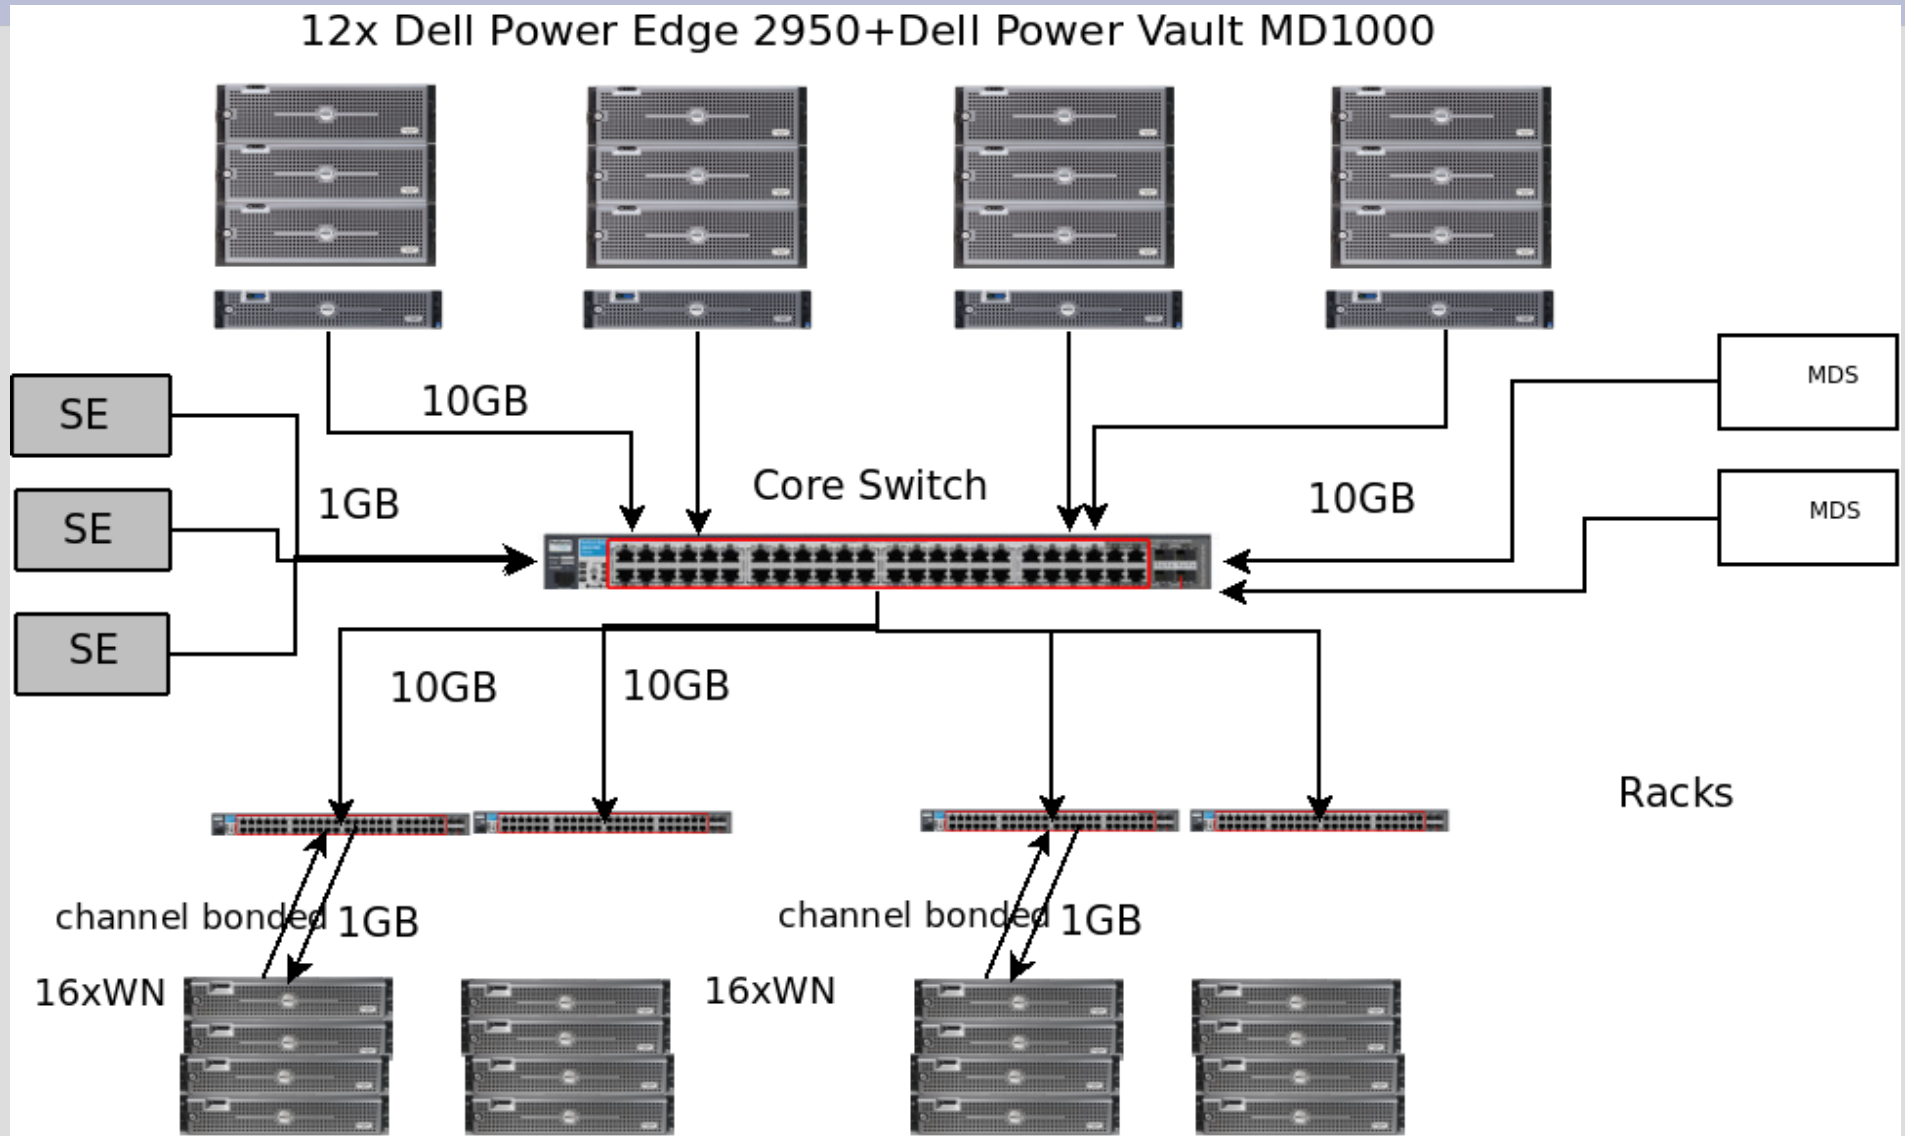 12x Dell Power Edge 2950+Dell Power Vault MD1000
MDS
SE
10GB
Core Switch
1GB
10GB
MDS
SE
SE
10GB
10GB
Racks
channel bonded
1GB
channel bonded
1GB
16xWN
16xWN